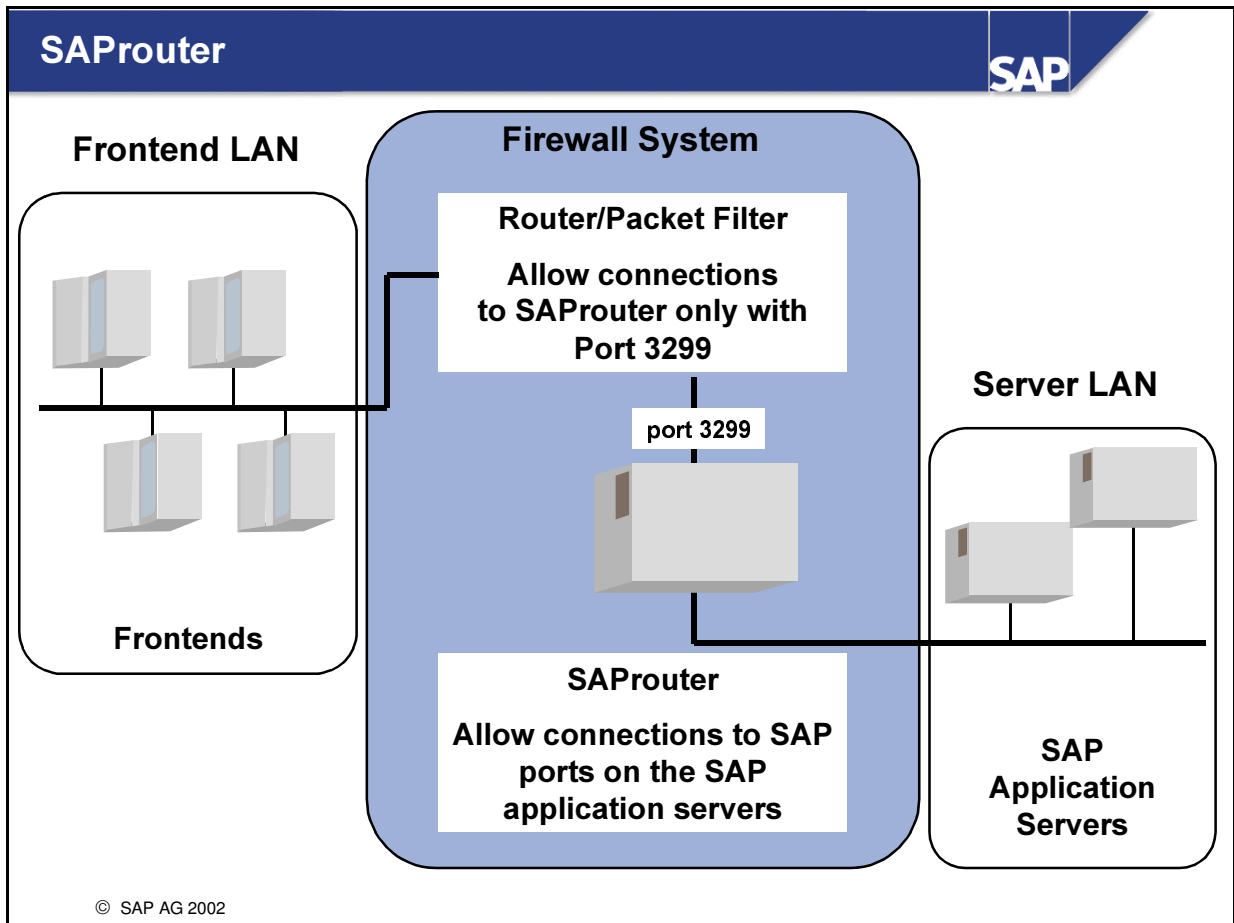 SAProuter
SAP
Frontend LAN
Frontends
Firewall System
Router/Packet Filter
Allow connections
to SAProuter only with
Port 3299
port 3299
SAProuter
Allow connections to SAP
ports on the SAP
application servers
Server LAN
SAP
Application
Servers
© SAP AG 2002